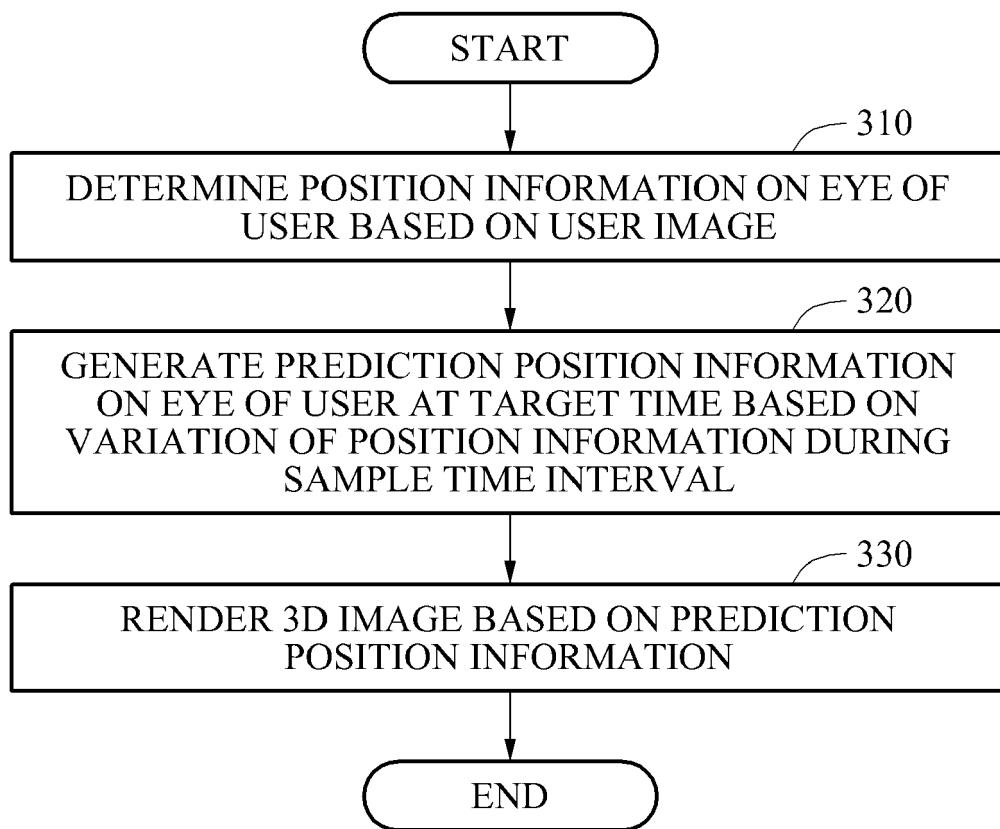 START
310
DETERMINE POSITION INFORMATION ON EYE OF
USER BASED ON USER IMAGE
320
GENERATE PREDICTION POSITION INFORMATION
ON EYE OF USER AT TARGET TIME BASED ON
VARIATION OF POSITION INFORMATION DURING
SAMPLE TIME INTERVAL
330
RENDER 3D IMAGE BASED ON PREDICTION
POSITION INFORMATION
END